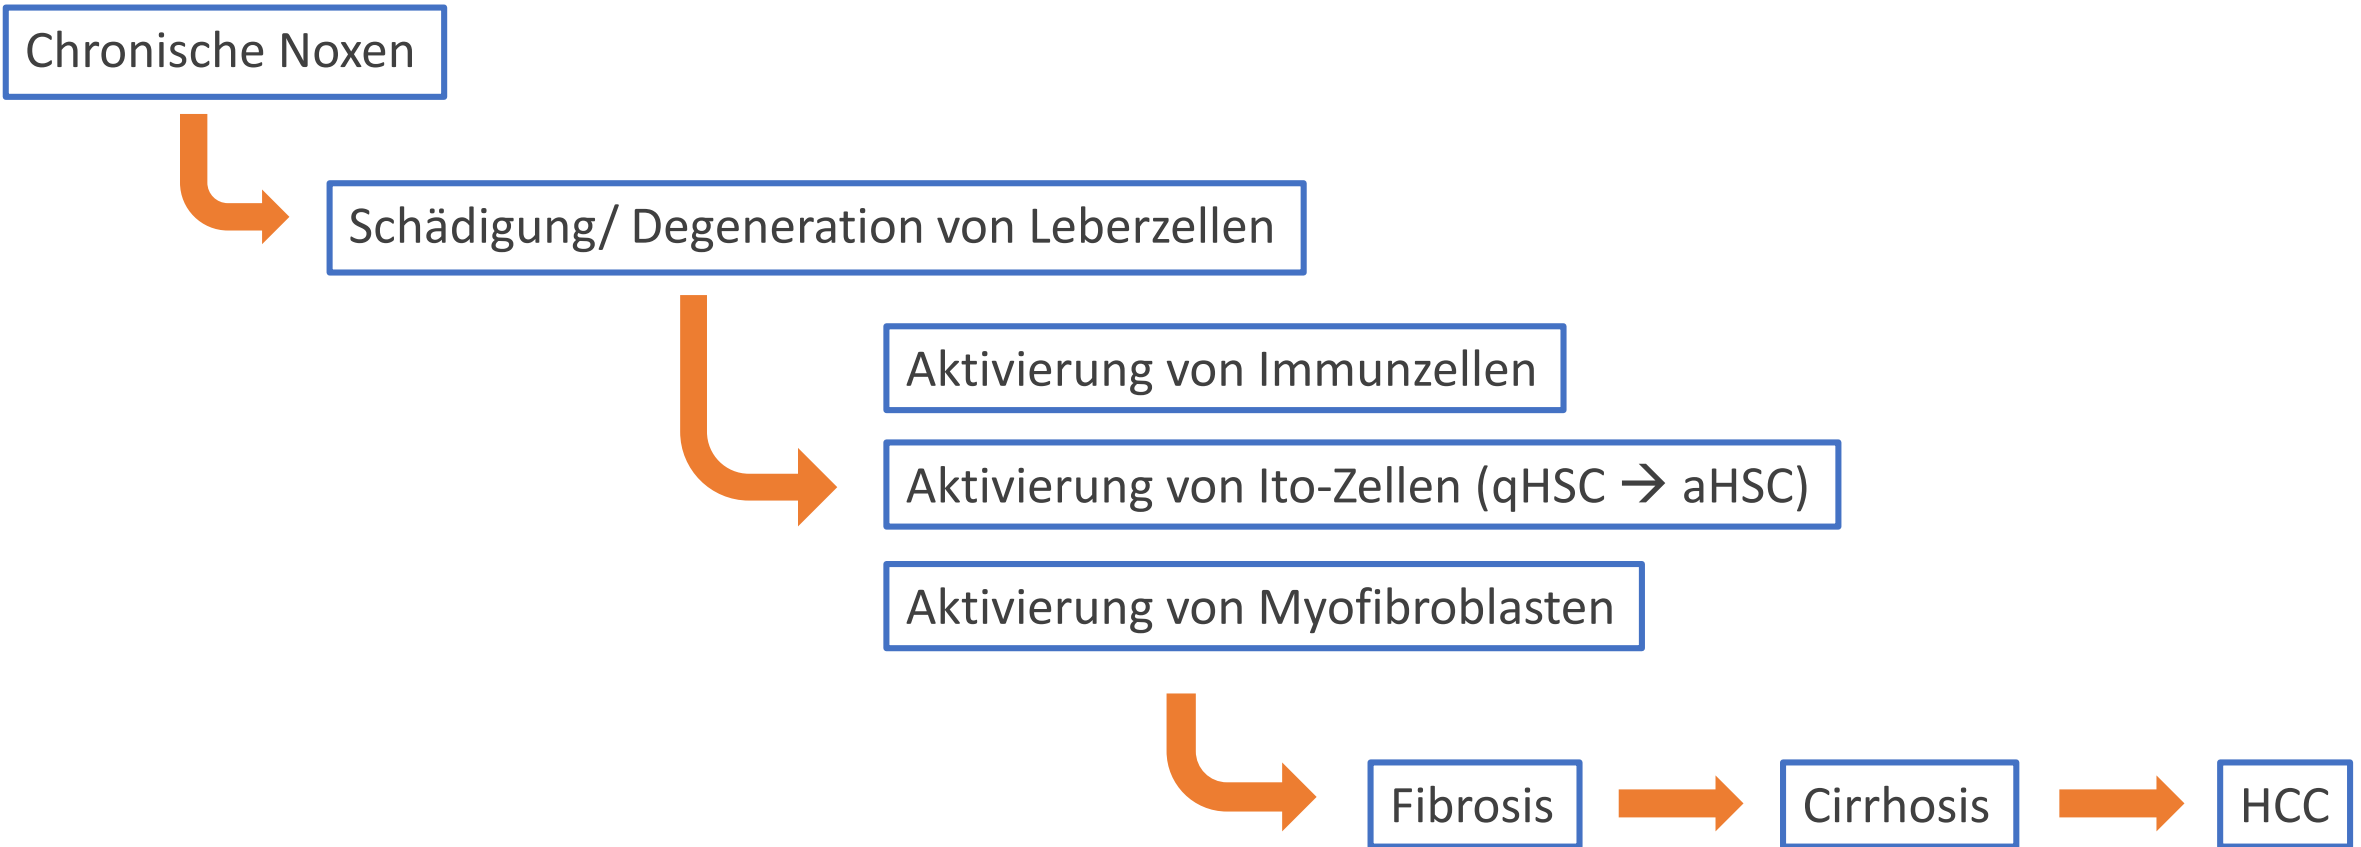 Chronische Noxen
Schädigung/ Degeneration von Leberzellen
Aktivierung von Immunzellen
Aktivierung von Ito-Zellen (qHSC → aHSC)
Aktivierung von Myofibroblasten
Fibrosis
Cirrhosis
HCC